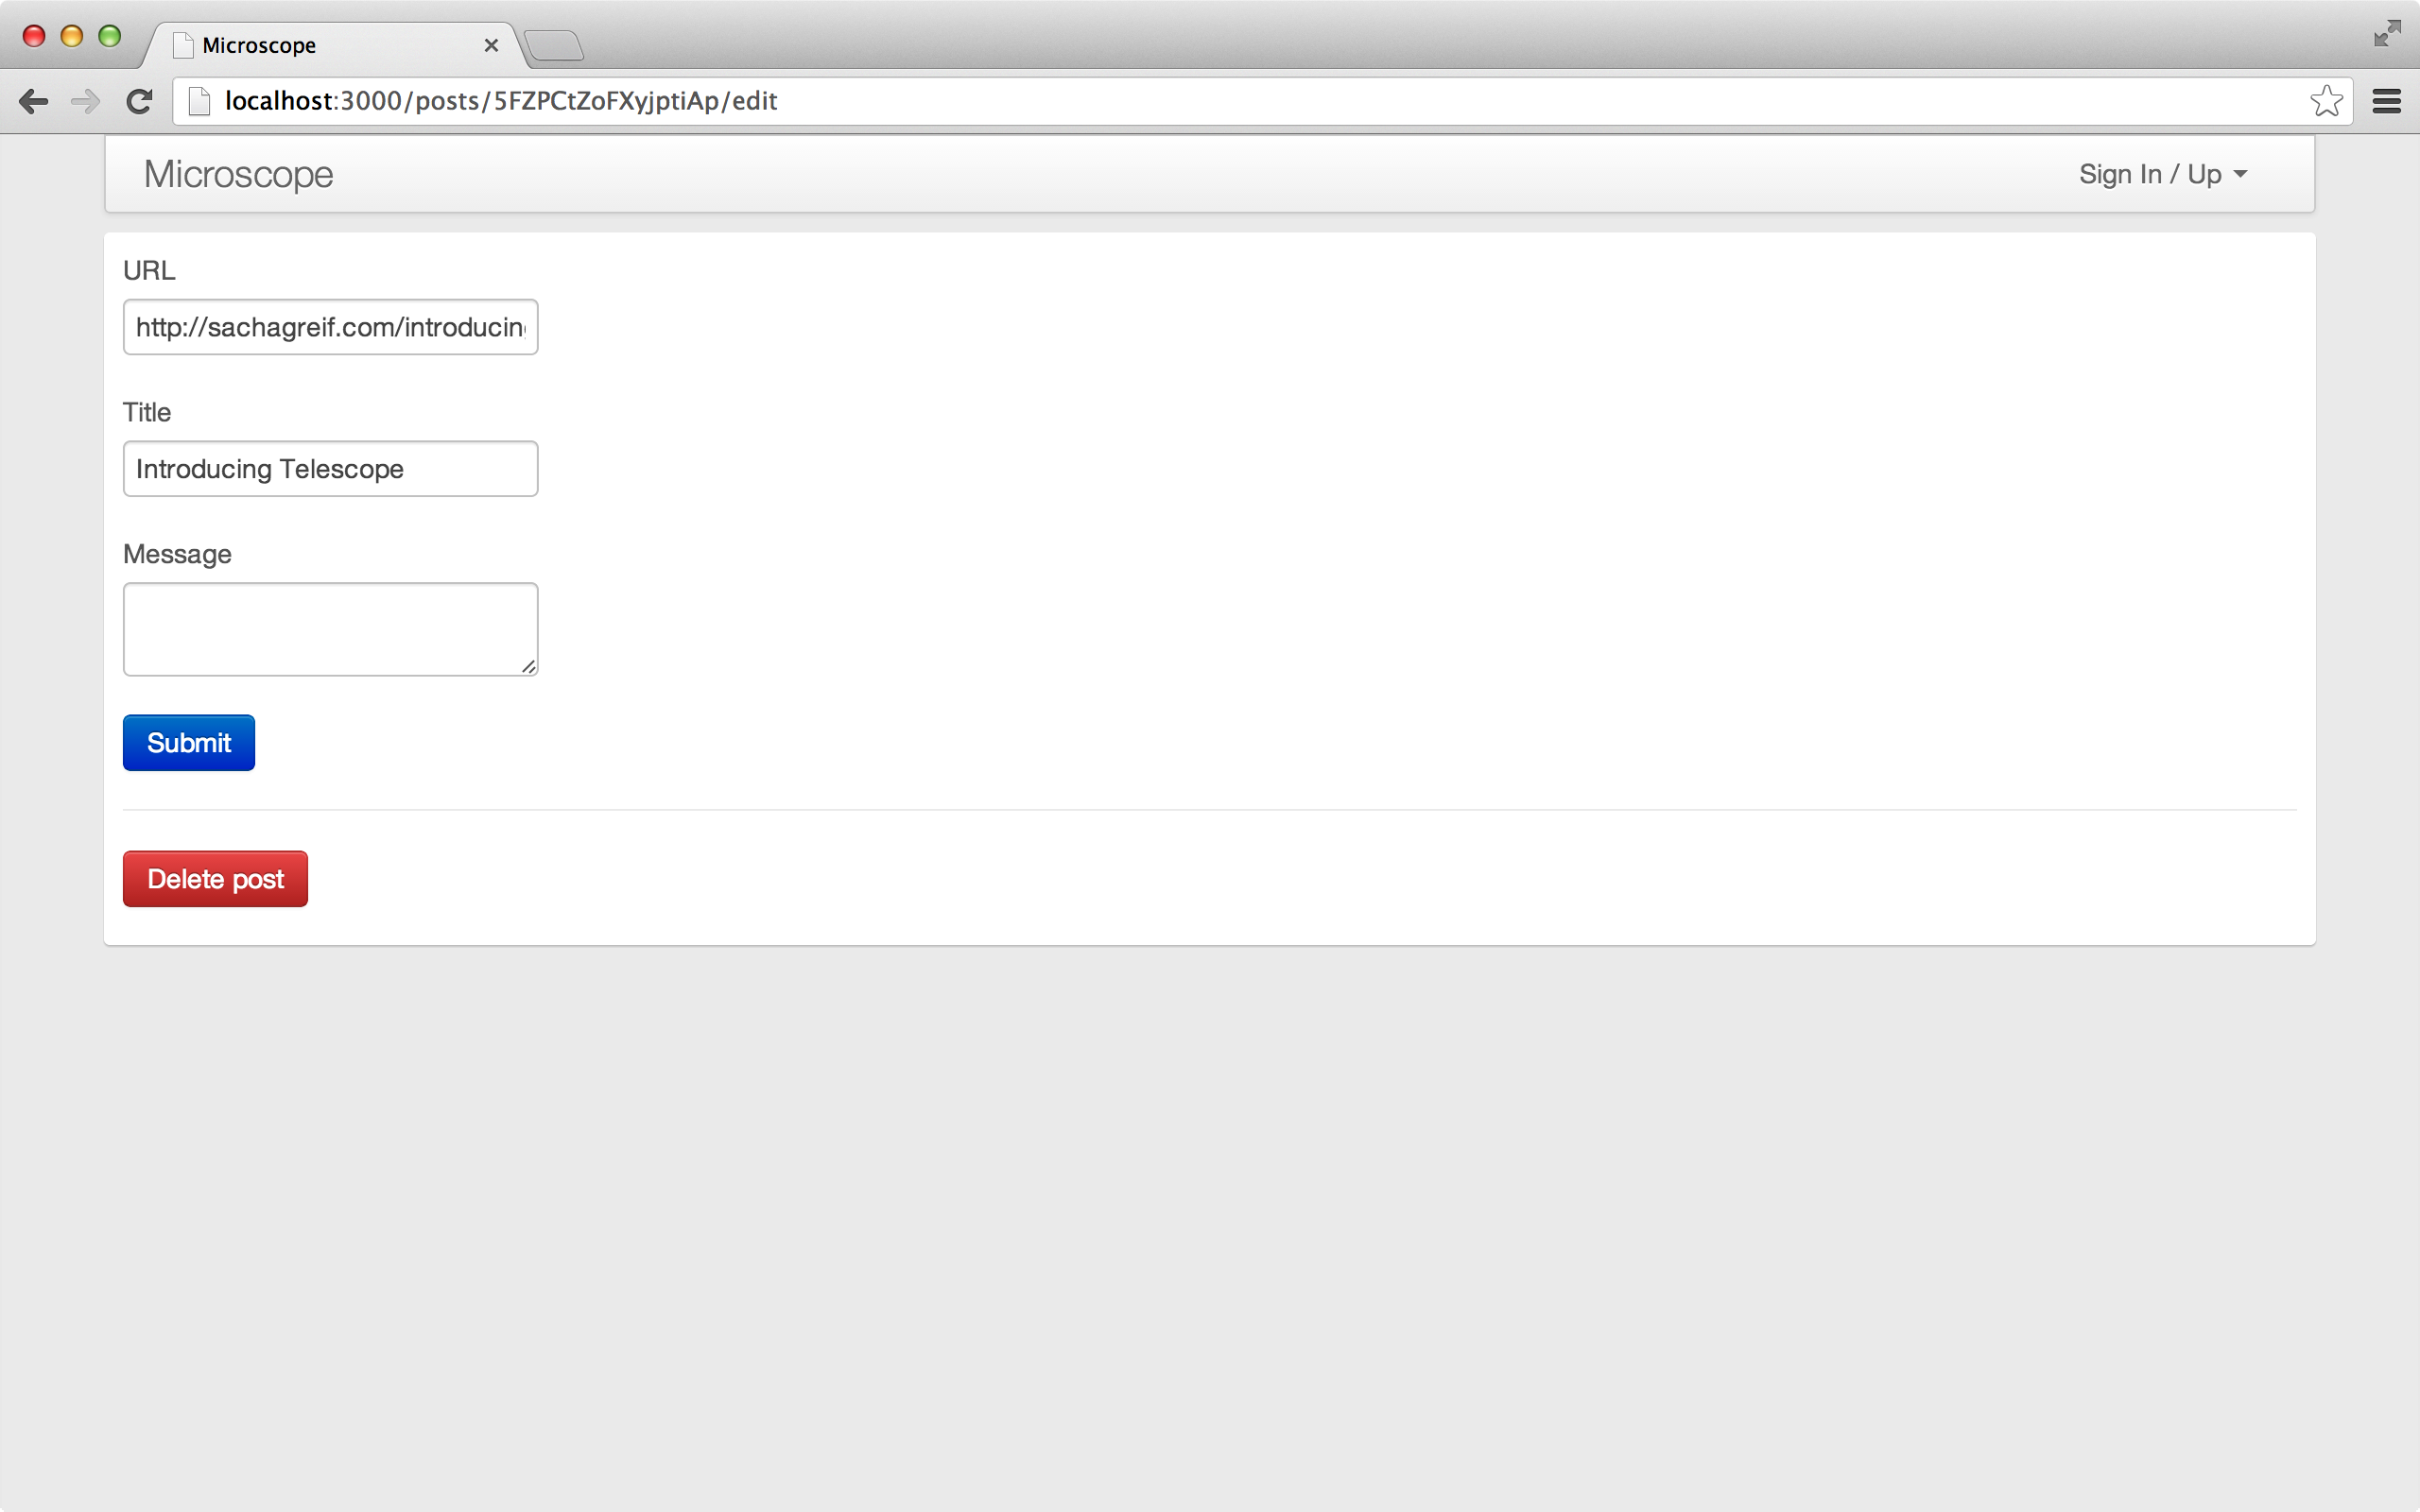 Microscope
localhost:3000/posts/5FZPCtZoFXyjptiAp/edit
Microscope
Sign In / Up
URL
http://sachagreif.com/introducing
Title
Introducing Telescope
Message
Submit
Delete post